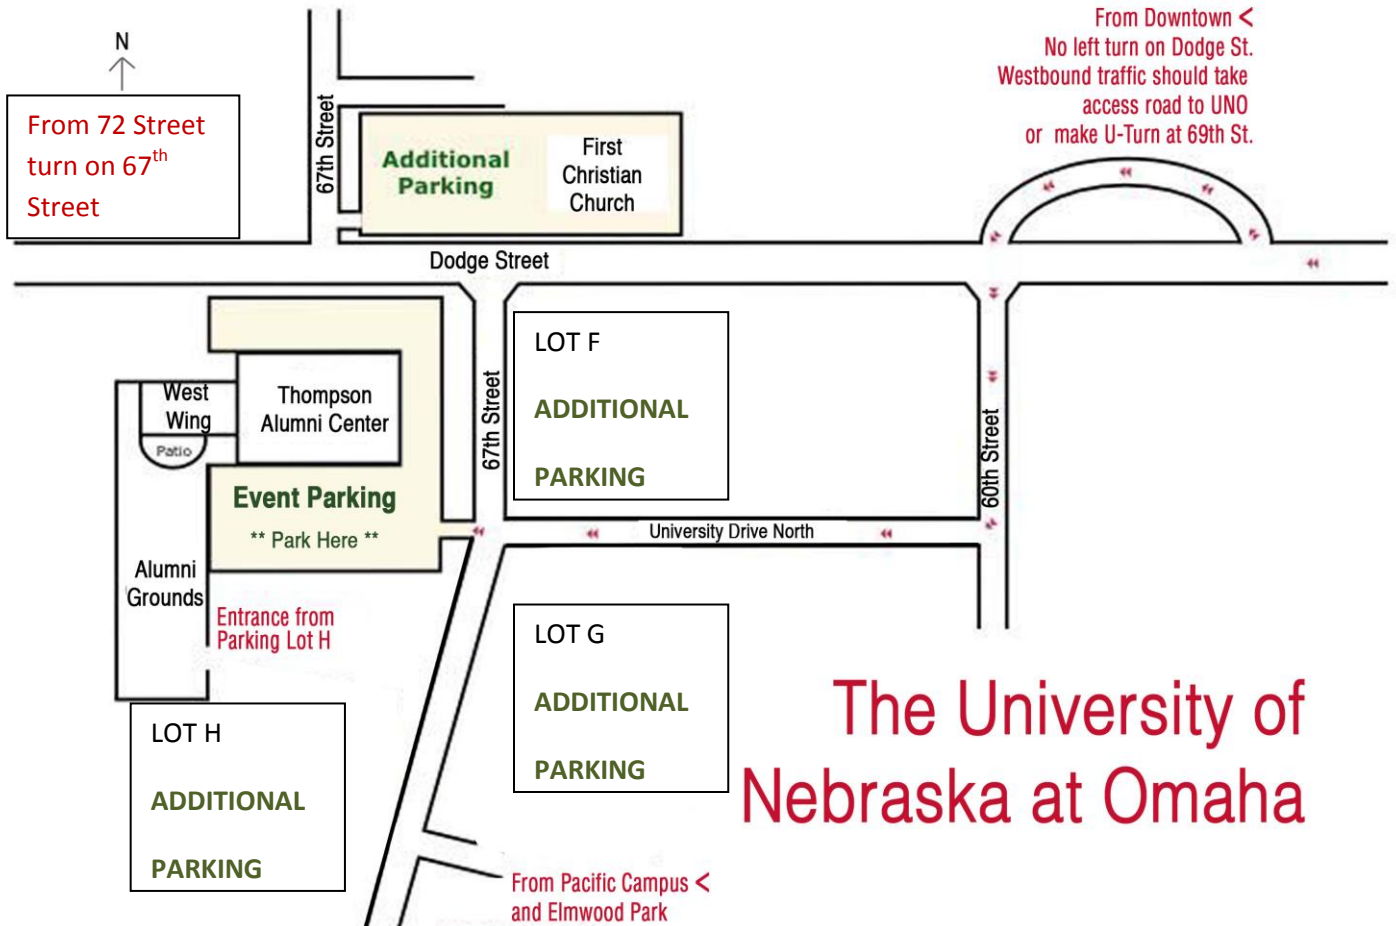 From Downtown <
No left turn on Dodge St.
Westbound traffic should take
access road to UNO
or make U-Turn at 69th St.
N
From 72 Street
turn on 67th
Street
67th Street
Additional
Parking
First
Christian
Church
Dodge Street
LOT F
ADDITIONAL
PARKING
West
Wing
Patio
Thompson
Alumni Center
67th Street
60th Street
Event Parking
** Park Here **
University Drive North
Alumni
Grounds
Entrance from
Parking Lot H
LOT G
ADDITIONAL
PARKING
The University of
Nebraska at Omaha
LOT H
ADDITIONAL
PARKING
From Pacific Campus <
and Elmwood Park